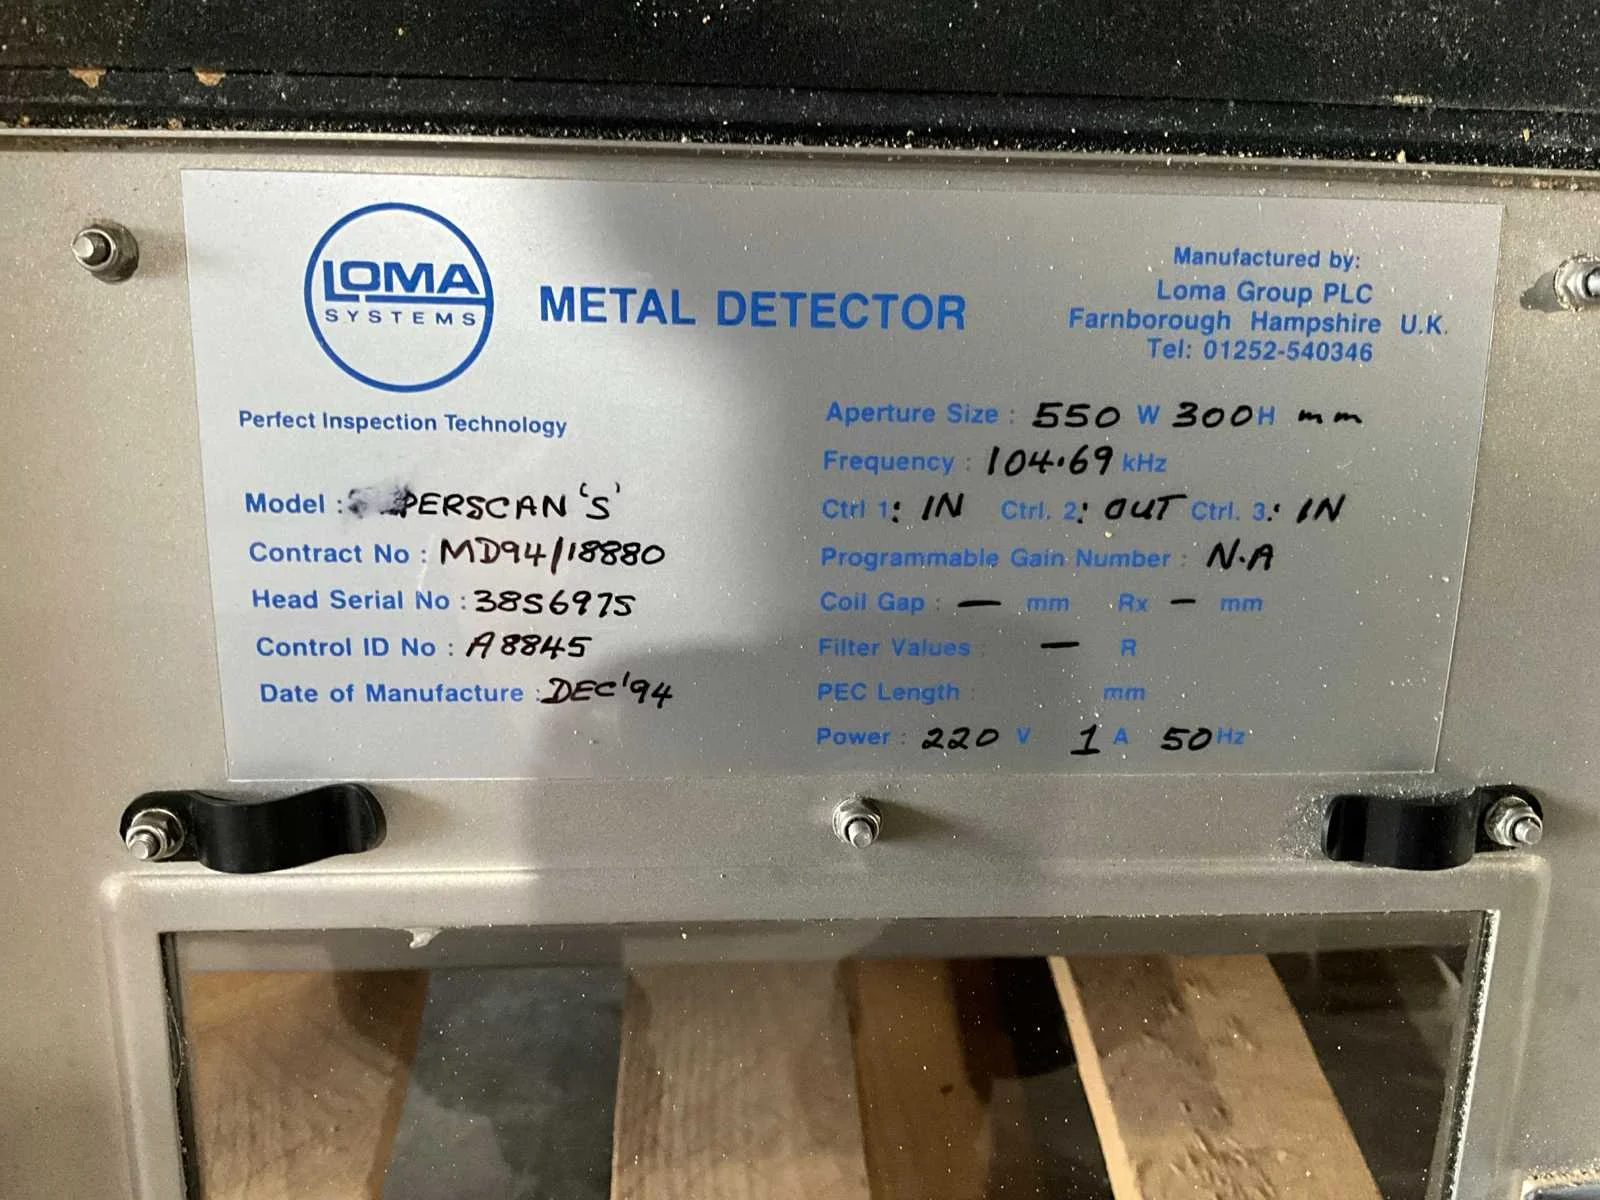 LOMA
SYSTEMS
METAL DETECTOR
Manufactured by:
Loma Group PLC
Farnborough Hampshire U.K.
Tel: 01252-540346
Perfect Inspection Technology
Model : PERSCAN 'S'
Contract No : MD94/18880
Head Serial No : 38S6975
Control ID No : A8845
Date of Manufacture : DEC '94
Aperture Size : 550 W 300 H mm
Frequency : 104.69 kHz
Ctrl 1: IN Ctrl. 2: OUT Ctrl. 3: IN
Programmable Gain Number : N.A
Coil Gap : — mm Rx — mm
Filter Values : — R
PEC Length : mm
Power : 220 V 1 A 50 Hz